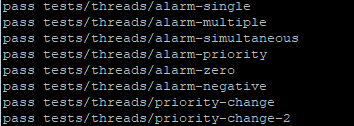 pass tests/threads/alarm-single
pass tests/threads/alarm-multiple
pass tests/threads/alarm-simultaneous
pass tests/threads/alarm-priority
pass tests/threads/alarm-zero
pass tests/threads/alarm-negative
pass tests/threads/priority-change
pass tests/threads/priority-change-2